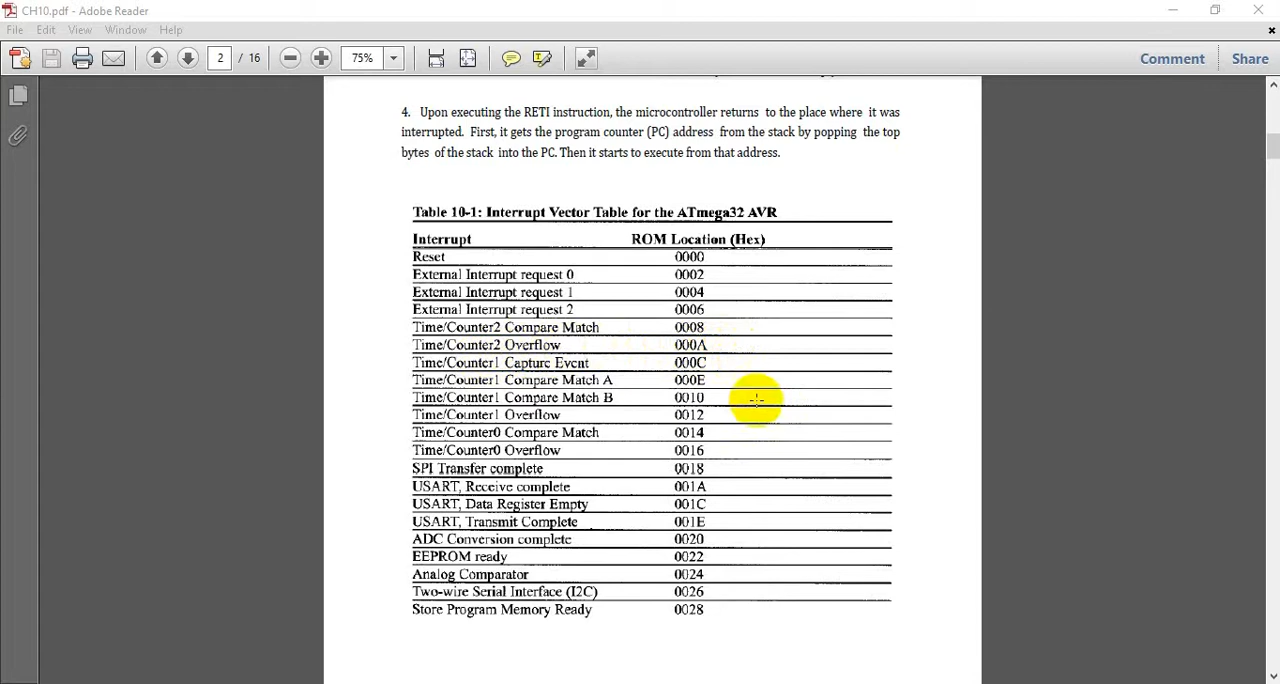 CH10.pdf - Adobe Reader
File Edit View Window Help
2 / 16 75% Comment Share
4. Upon executing the RETI instruction, the microcontroller returns to the place where it was
interrupted. First, it gets the program counter (PC) address from the stack by popping the top
bytes of the stack into the PC. Then it starts to execute from that address.
Table 10-1: Interrupt Vector Table for the ATmega32 AVR
Interrupt ROM Location (Hex)
Reset 0000
External Interrupt request 0 0002
External Interrupt request 1 0004
External Interrupt request 2 0006
Time/Counter2 Compare Match 0008
Time/Counter2 Overflow 000A
Time/Counter1 Capture Event 000C
Time/Counter1 Compare Match A 000E
Time/Counter1 Compare Match B 0010
Time/Counter1 Overflow 0012
Time/Counter0 Compare Match 0014
Time/Counter0 Overflow 0016
SPI Transfer complete 0018
USART, Receive complete 001A
USART, Data Register Empty 001C
USART, Transmit Complete 001E
ADC Conversion complete 0020
EEPROM ready 0022
Analog Comparator 0024
Two-wire Serial Interface (I2C) 0026
Store Program Memory Ready 0028